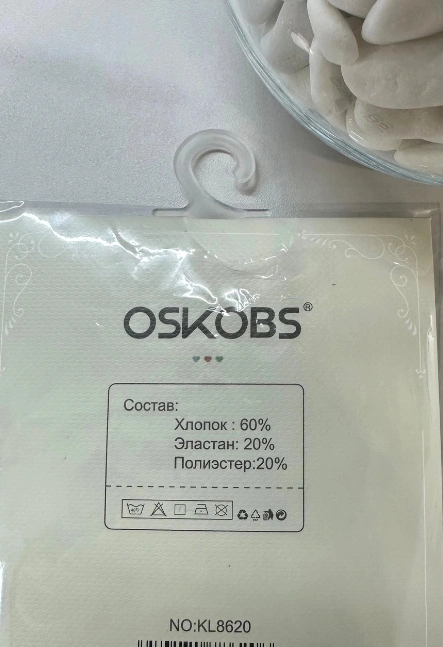 OSKOBS®
Состав:
Хлопок : 60%
Эластан: 20%
Полиэстер:20%
NO:KL8620